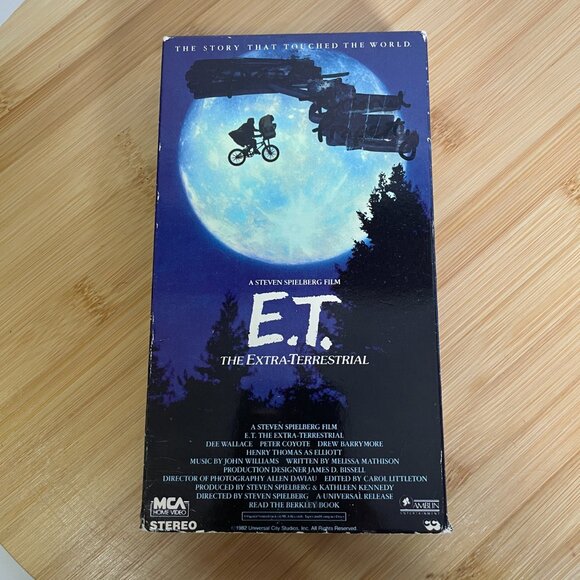 THE STORY THAT TOUCHED THE WORLD.
A STEVEN SPIELBERG FILM
E.T.
THE EXTRA-TERRESTRIAL
A STEVEN SPIELBERG FILM
E.T. THE EXTRA-TERRESTRIAL
DEE WALLACE PETER COYOTE DREW BARRYMORE
HENRY THOMAS AS ELLIOTT
MUSIC BY JOHN WILLIAMS WRITTEN BY MELISSA MATHISON
PRODUCTION DESIGNER JAMES D. BISSELL
DIRECTOR OF PHOTOGRAPHY ALLEN DAVIAU EDITED BY CAROL LITTLETON
PRODUCED BY STEVEN SPIELBERG & KATHLEEN KENNEDY
DIRECTED BY STEVEN SPIELBERG A UNIVERSAL RELEASE
READ THE BERKLEY BOOK
MCA
HOME VIDEO
STEREO
AMBLIN
ENTERTAINMENT
©1982 Universal City Studios, Inc. All Rights Reserved.